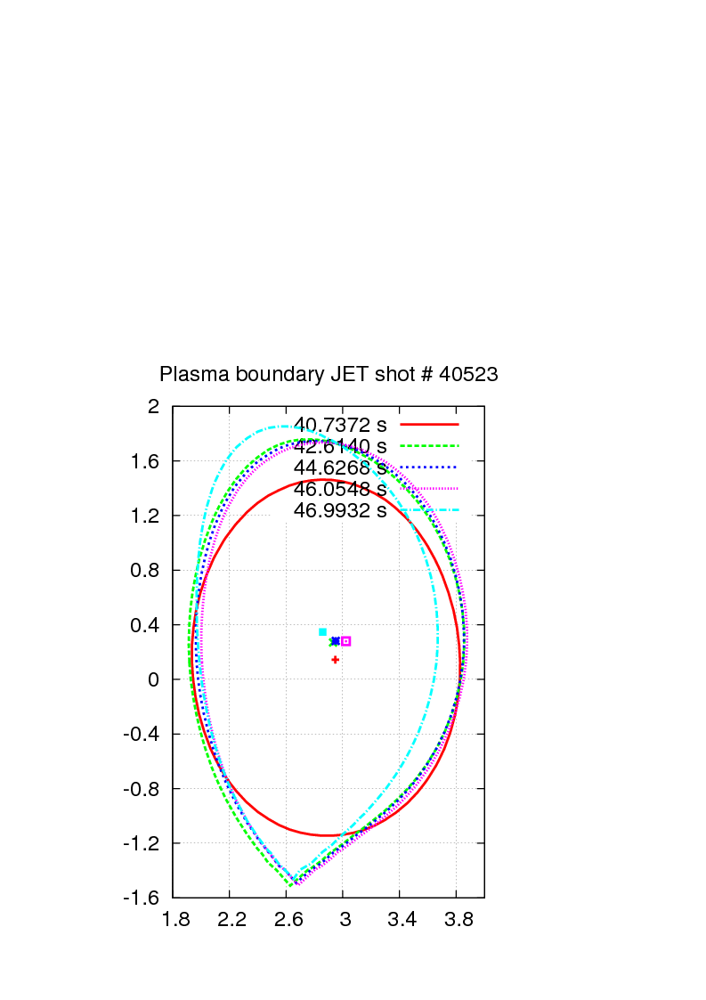 Plasma boundary JET shot # 40523
2
40.7372 s
42.6140 s
1.6
44.6268 s
46.0548 s
1.2
46.9932 s
0.8
0.4
0
-0.4
-0.8
-1.2
-1.6
1.8 2.2 2.6 3 3.4 3.8